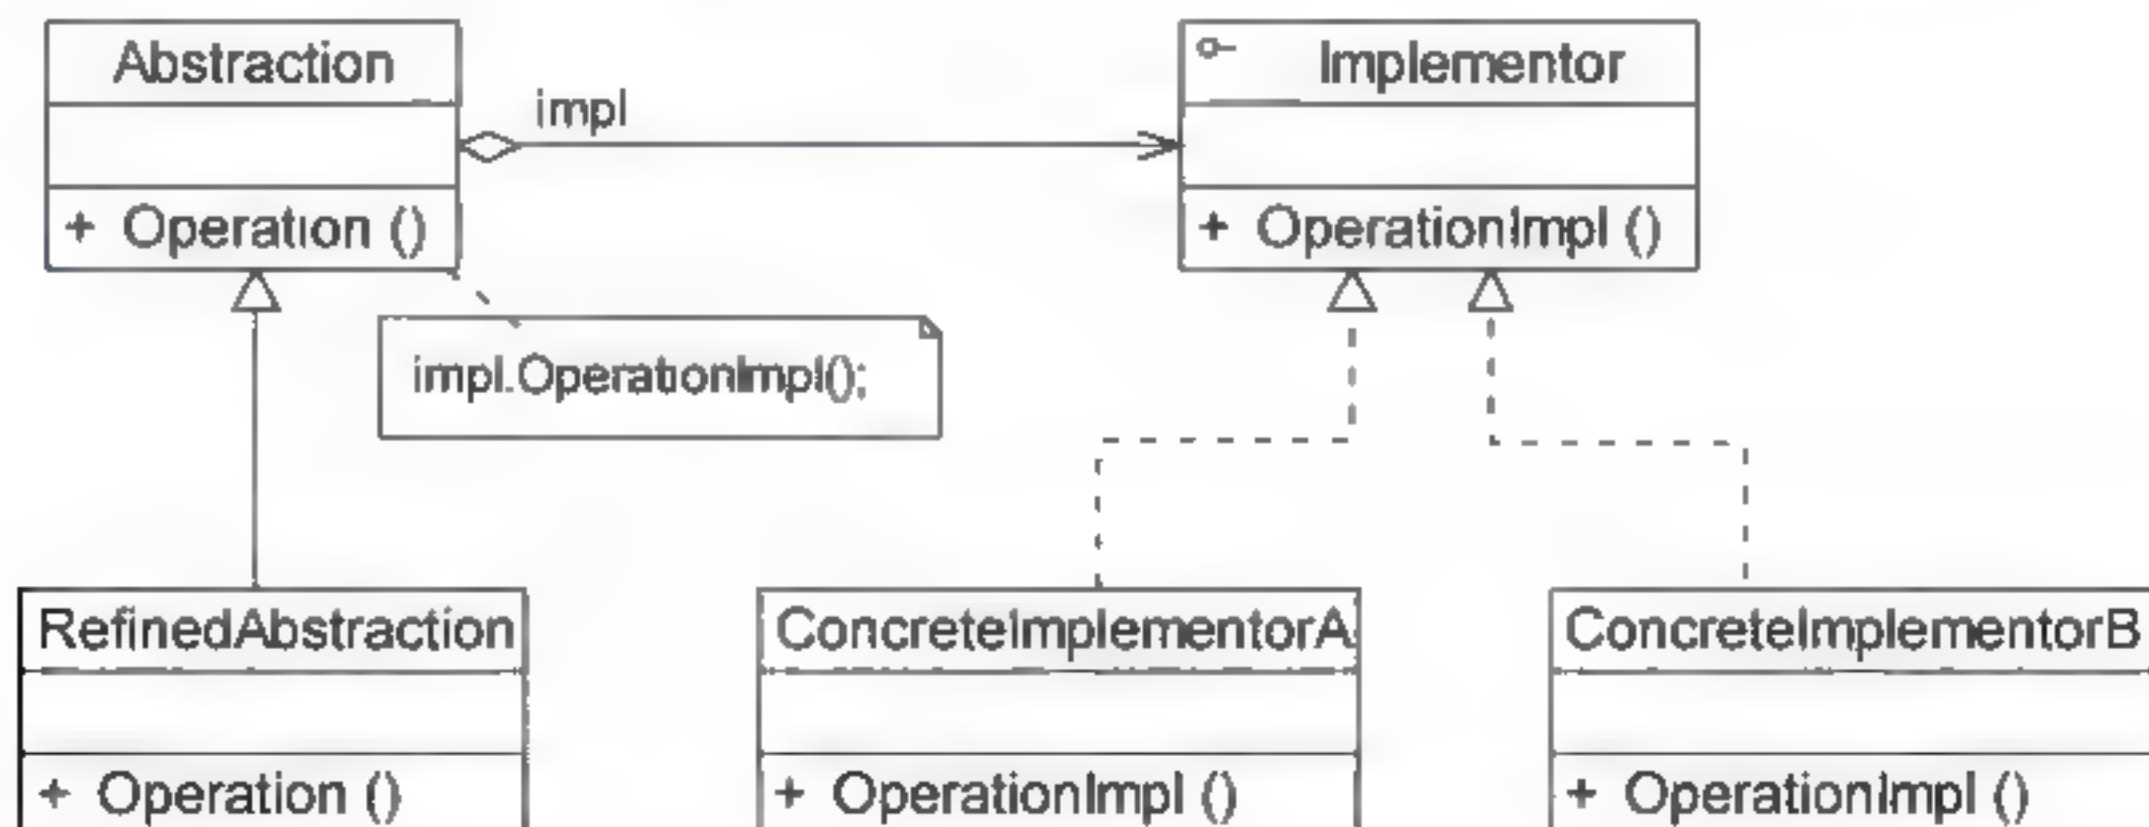 Abstraction
+ Operation ()
impl
Implementor
+ OperationImpl ()
impl.OperationImpl();
RefinedAbstraction
+ Operation ()
ConcreteImplementorA
+ OperationImpl ()
ConcreteImplementorB
+ OperationImpl ()